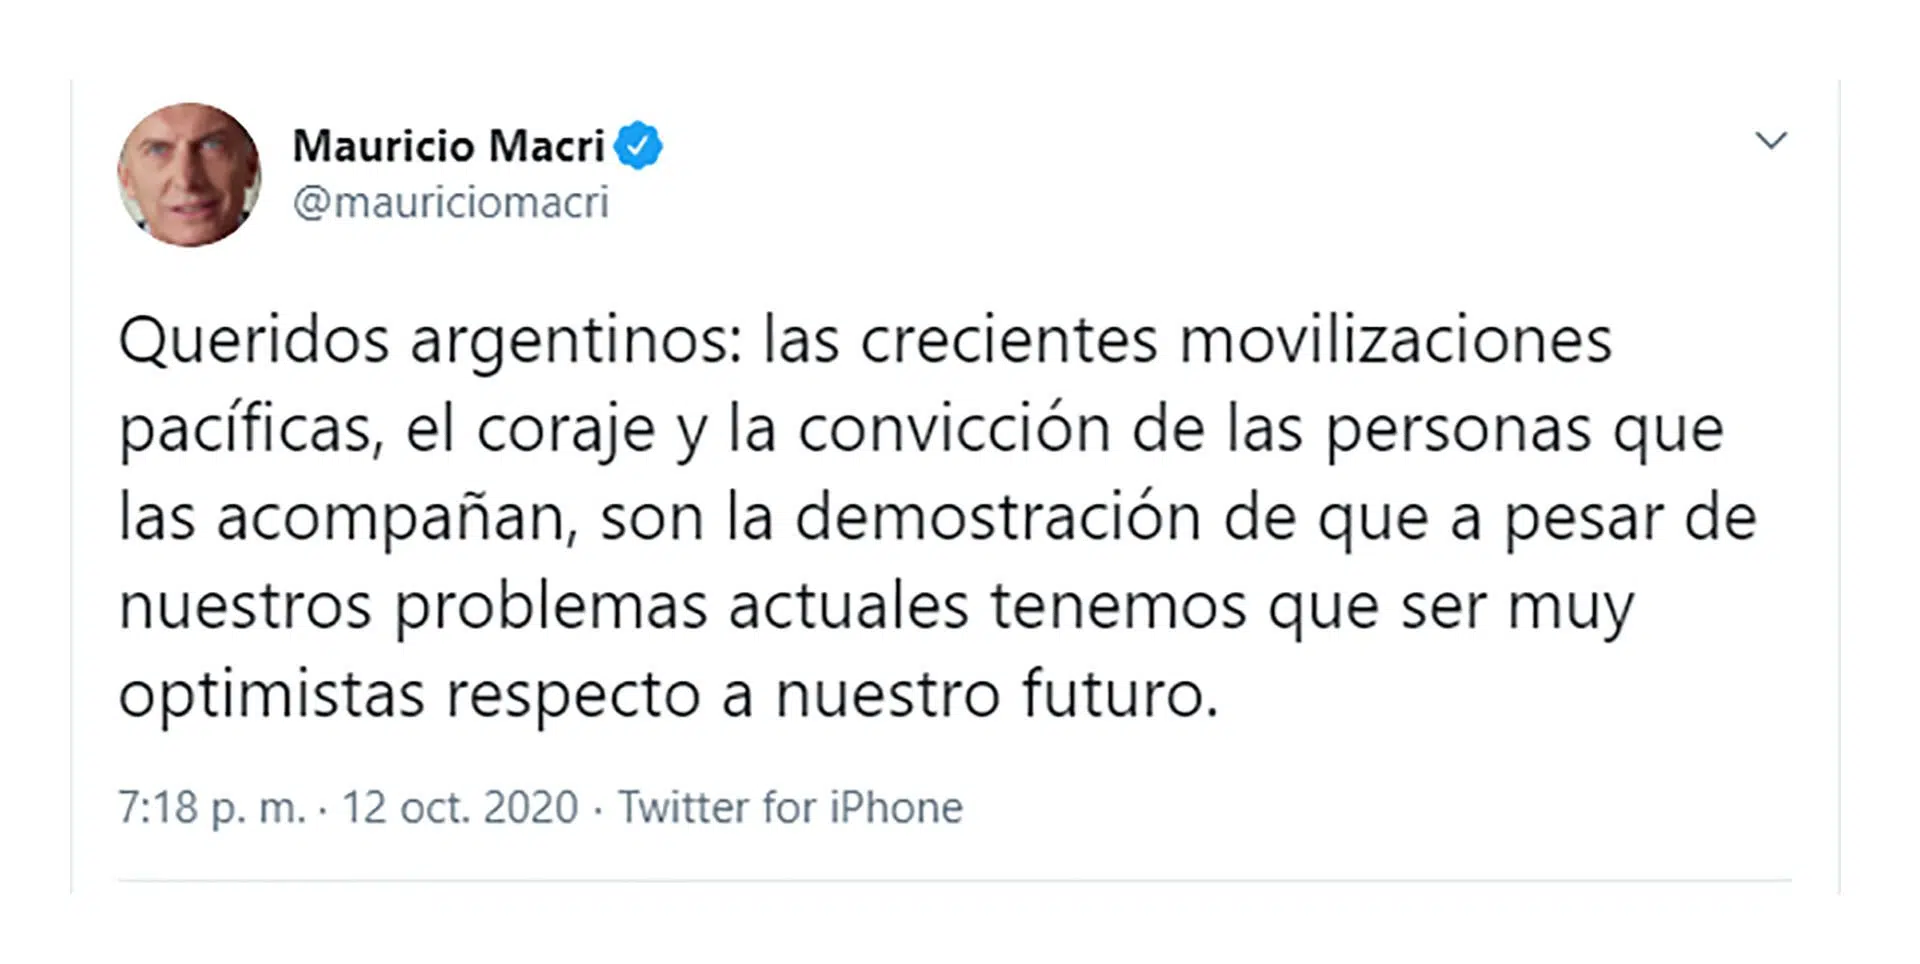 Mauricio Macri
@mauriciomacri
Queridos argentinos: las crecientes movilizaciones
pacíficas, el coraje y la convicción de las personas que
las acompañan, son la demostración de que a pesar de
nuestros problemas actuales tenemos que ser muy
optimistas respecto a nuestro futuro.
7:18 p. m. · 12 oct. 2020 · Twitter for iPhone